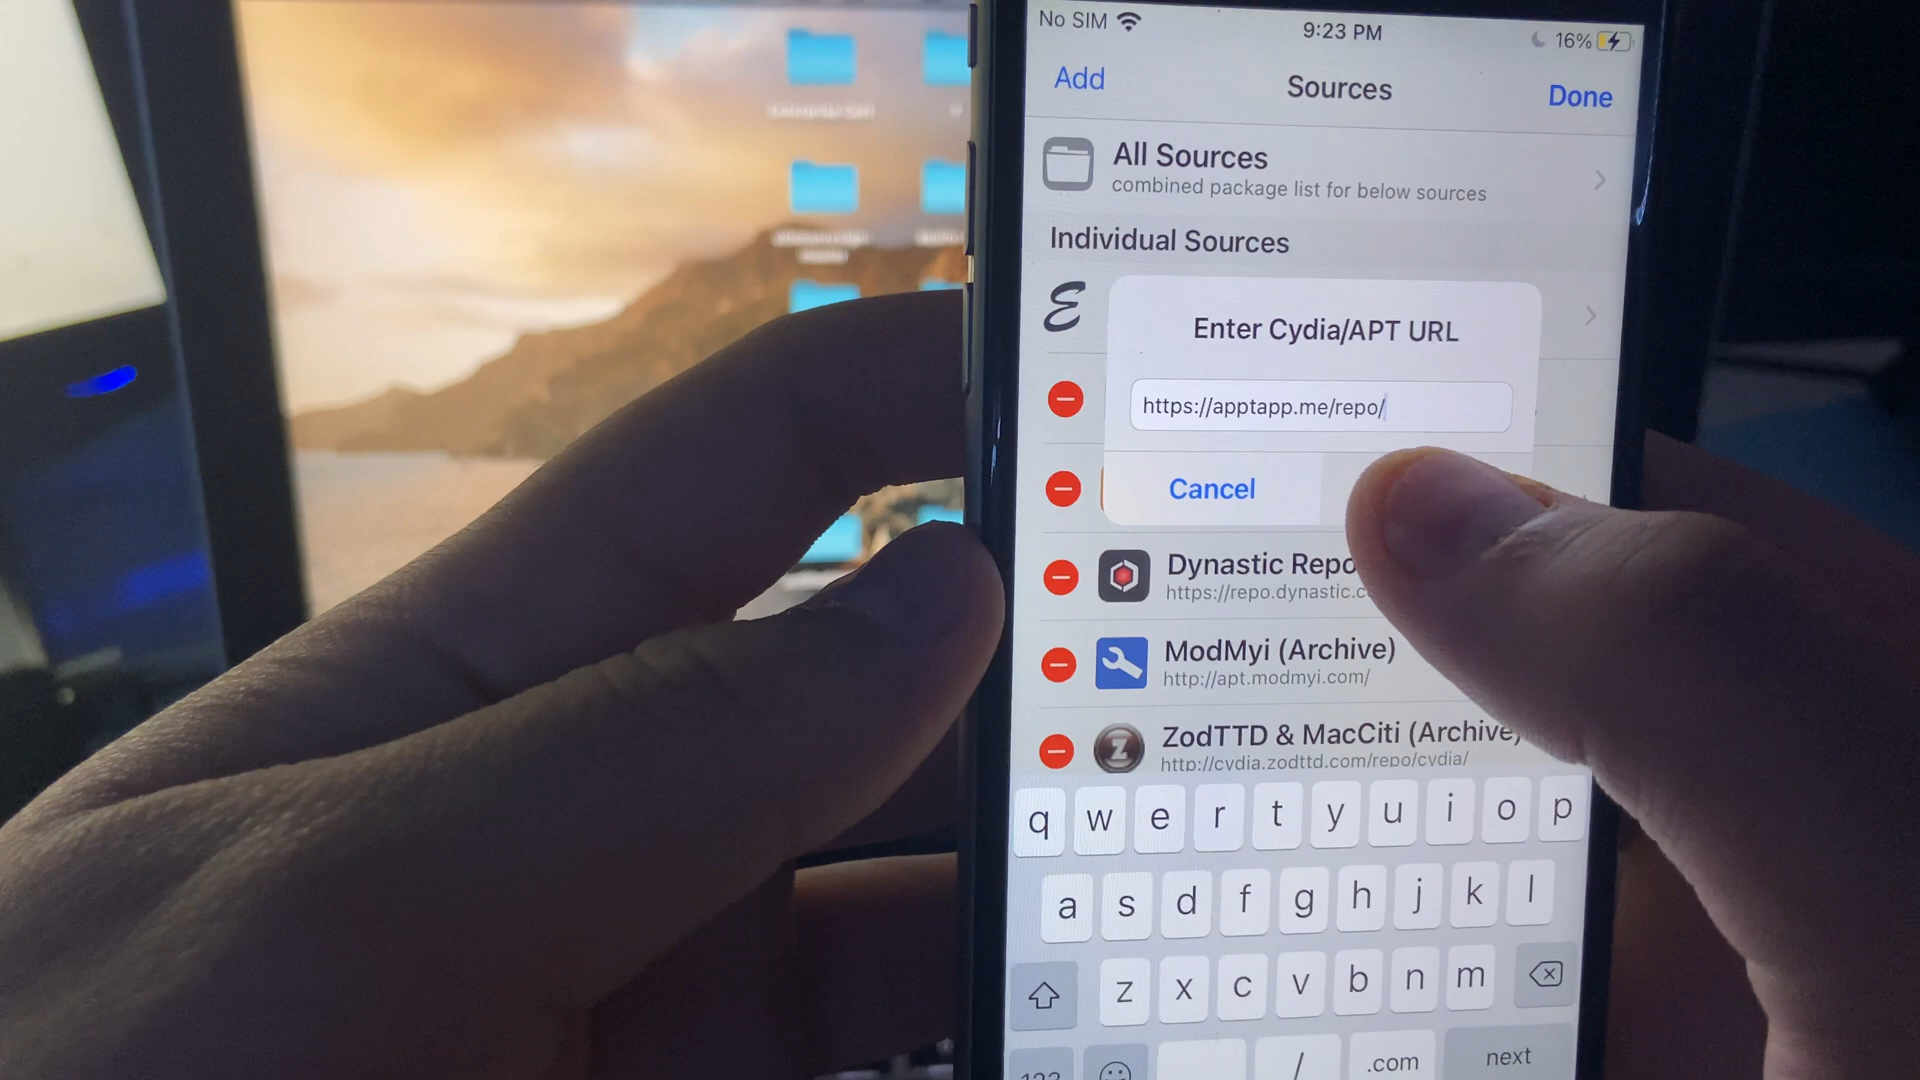 No SIM
9:23 PM
16%
Add
Sources
Done
All Sources
combined package list for below sources
Individual Sources
Enter Cydia/APT URL
https://apptapp.me/repo/
Cancel
Dynastic Repo
https://repo.dynastic.c
ModMyi (Archive)
http://apt.modmyi.com/
ZodTTD & MacCiti (Archive)
http://cydia.zodttd.com/repo/cydia/
q w e r t y u i o p
a s d f g h j k l
z x c v b n m
123 / .com next